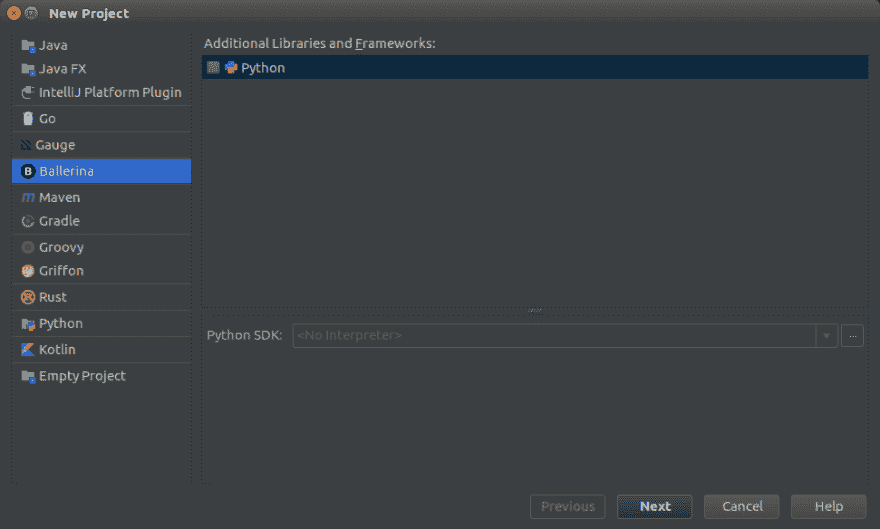 New Project
Java
Java FX
IntelliJ Platform Plugin
Go
Gauge
Ballerina
Maven
Gradle
Groovy
Griffon
Rust
Python
Kotlin
Empty Project
Additional Libraries and Frameworks:
Python
Python SDK: <No Interpreter> ...
Previous Next Cancel Help